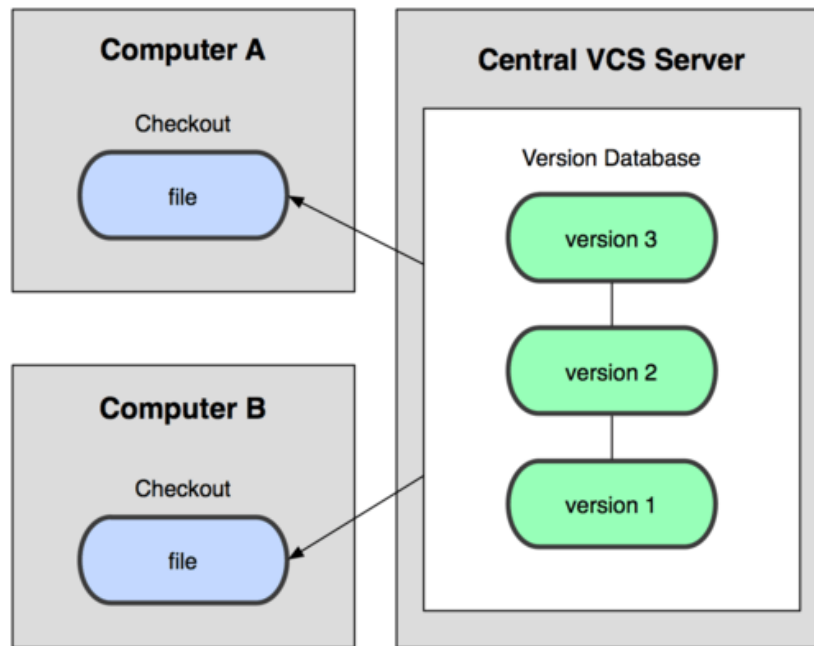 Computer A
Checkout
file
Computer B
Checkout
file
Central VCS Server
Version Database
version 3
version 2
version 1